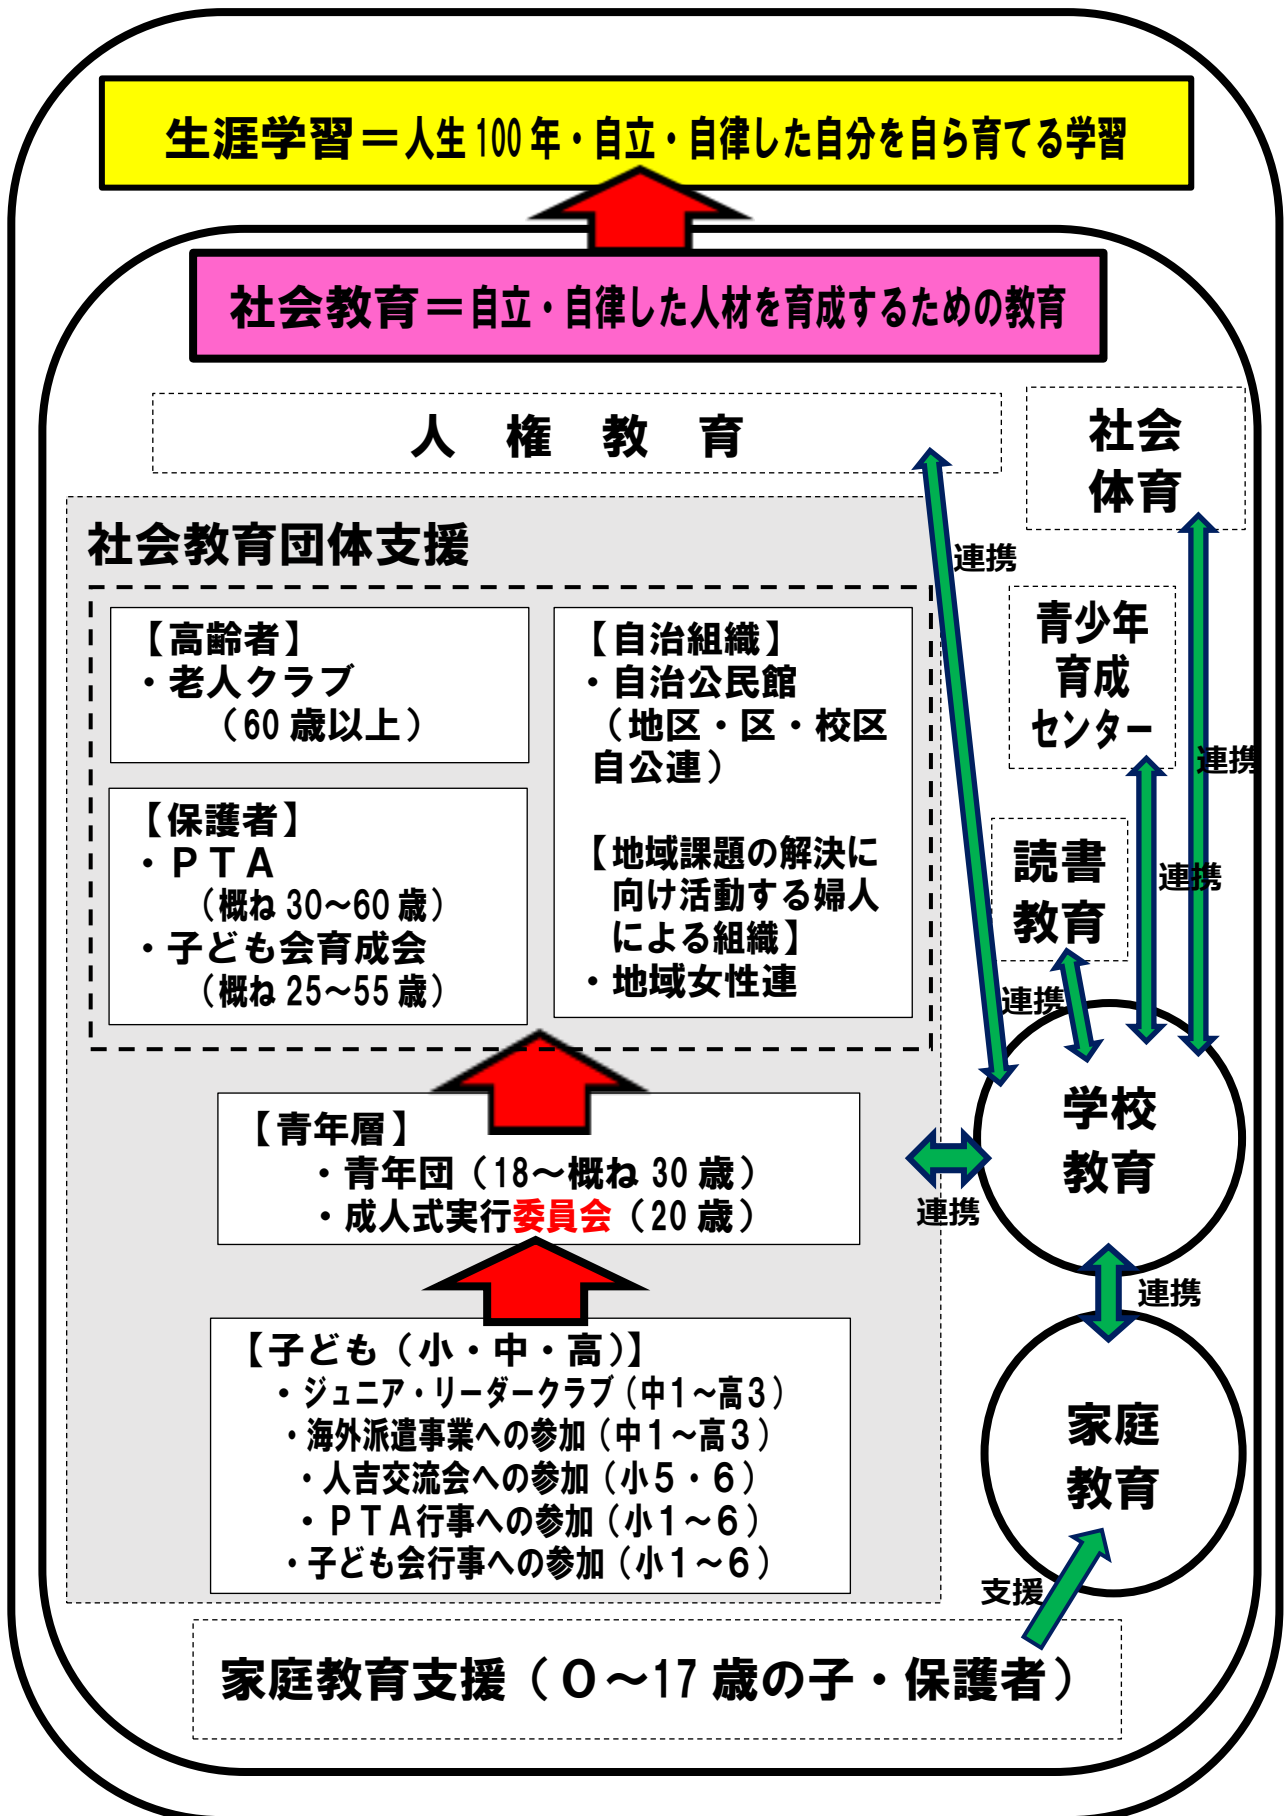 生涯学習＝人生100年・自立・自律した自分を自ら育てる学習
社会教育＝自立・自律した人材を育成するための教育
人　権　教　育
社会
体育
社会教育団体支援
連携
【高齢者】
・老人クラブ
（60歳以上）
【自治組織】
・自治公民館
（地区・区・校区
自公連）
【地域課題の解決に
向け活動する婦人
による組織】
・地域女性連
【保護者】
・ＰＴＡ
（概ね30～60歳）
・子ども会育成会
（概ね25～55歳）
青少年
育成
センター
連携
読書
教育
連携
連携
学校
教育
【青年層】
・青年団（18～概ね30歳）
・成人式実行委員会（20歳）
連携
連携
【子ども（小・中・高）】
・ジュニア・リーダークラブ（中１～高３）
・海外派遣事業への参加（中１～高３）
・人吉交流会への参加（小５・６）
・ＰＴＡ行事への参加（小１～６）
・子ども会行事への参加（小１～６）
家庭
教育
支援
家庭教育支援（０～17歳の子・保護者）